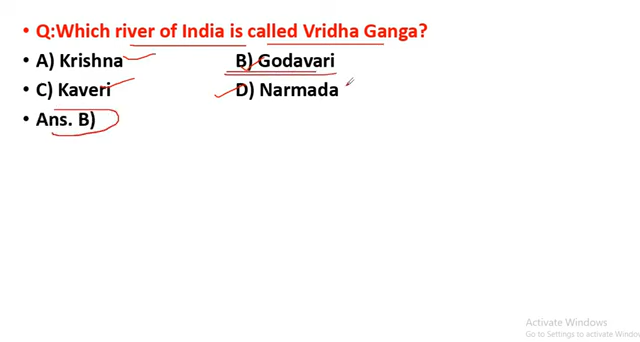 • Q:Which river of India is called Vridha Ganga?
• A) Krishna B) Godavari
• C) Kaveri D) Narmada
• Ans. B)
Activate Windows
Go to Settings to activate Windows